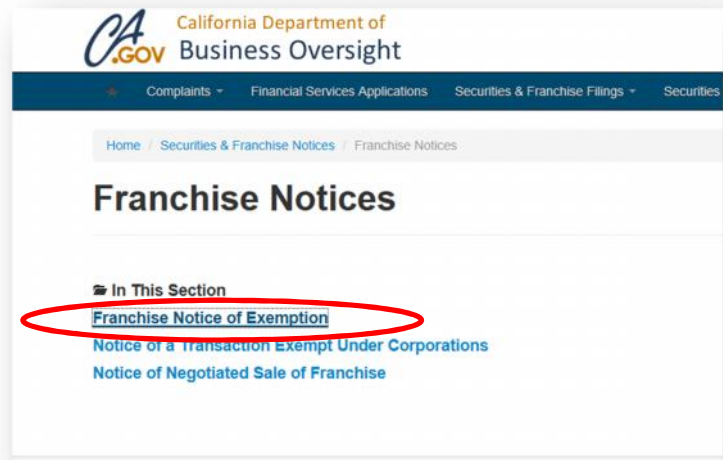 CA
.GOV
California Department of
Business Oversight
Complaints Financial Services Applications Securities & Franchise Filings Securities
Home / Securities & Franchise Notices / Franchise Notices
Franchise Notices
In This Section
Franchise Notice of Exemption
Notice of a Transaction Exempt Under Corporations
Notice of Negotiated Sale of Franchise